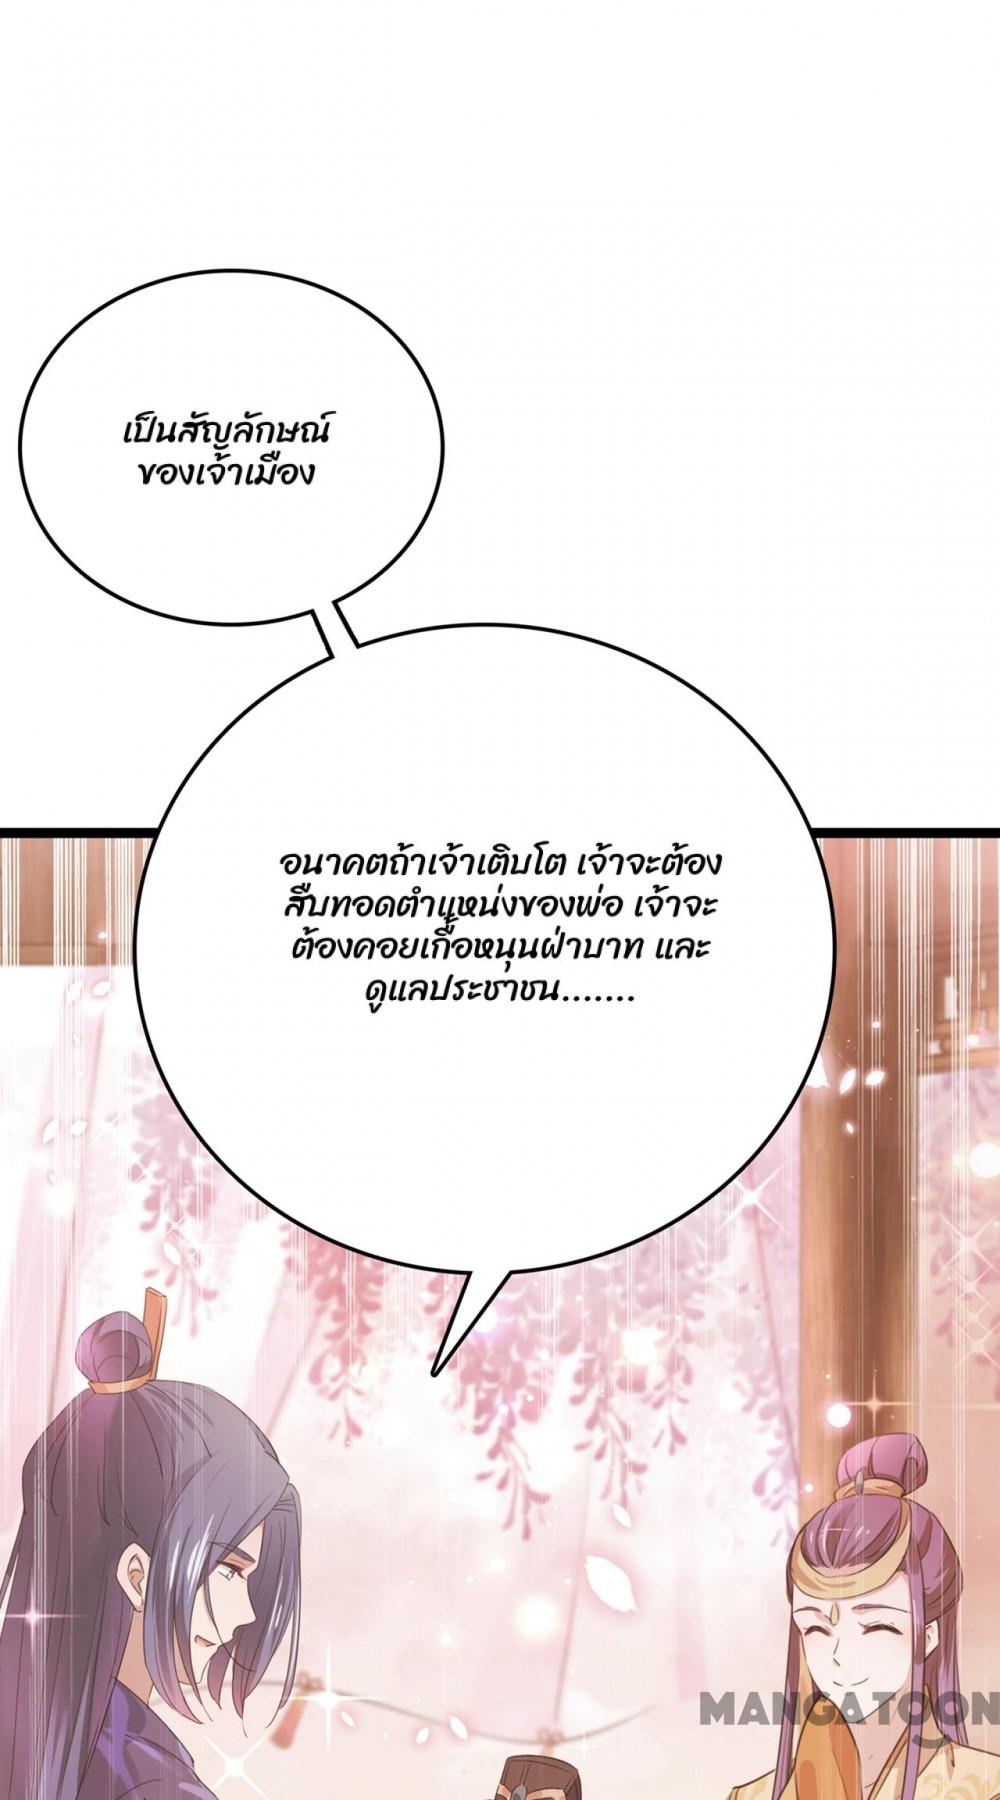 เป็นสัญลักษณ์
ของเจ้าเมือง
อนาคตถ้าเจ้าเติบโต เจ้าจะต้อง
สืบทอดตำแหน่งของพ่อ เจ้าจะ
ต้องคอยเกื้อหนุนฝ่าบาท และ
ดูแลประชาชน.......
MANGATOON